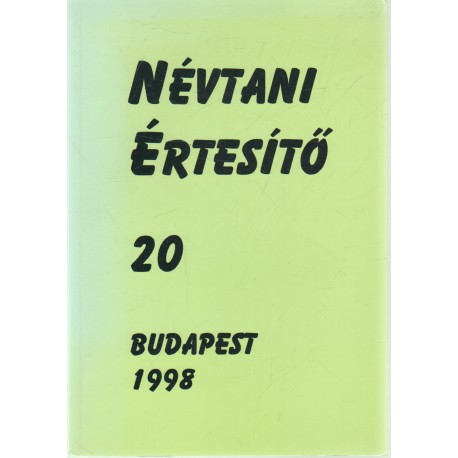 NÉVTANI
ÉRTESÍTŐ
20
BUDAPEST
1998